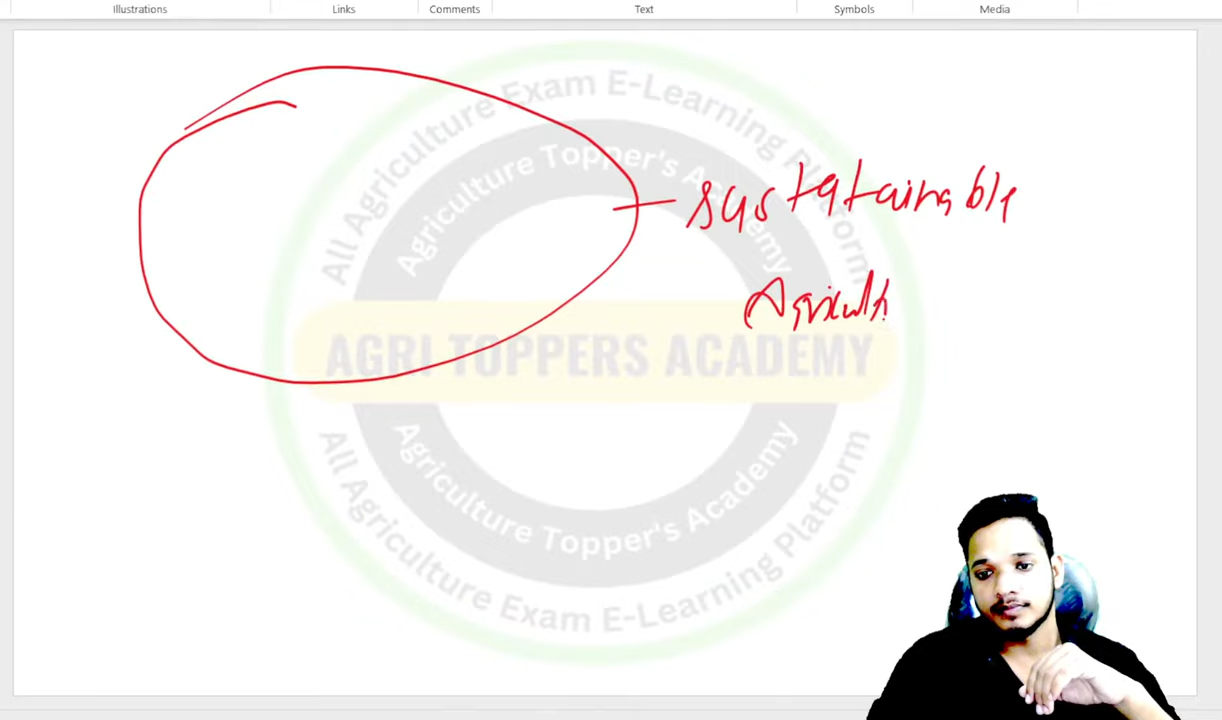 Illustrations Links Comments Text Symbols Media
All Agriculture Exam E-Learning Platform
Agriculture Topper's Academy
sustatainable
Agricult
AGRI TOPPERS ACADEMY
Agriculture Topper's Academy
All Agriculture Exam E-Learning Platform